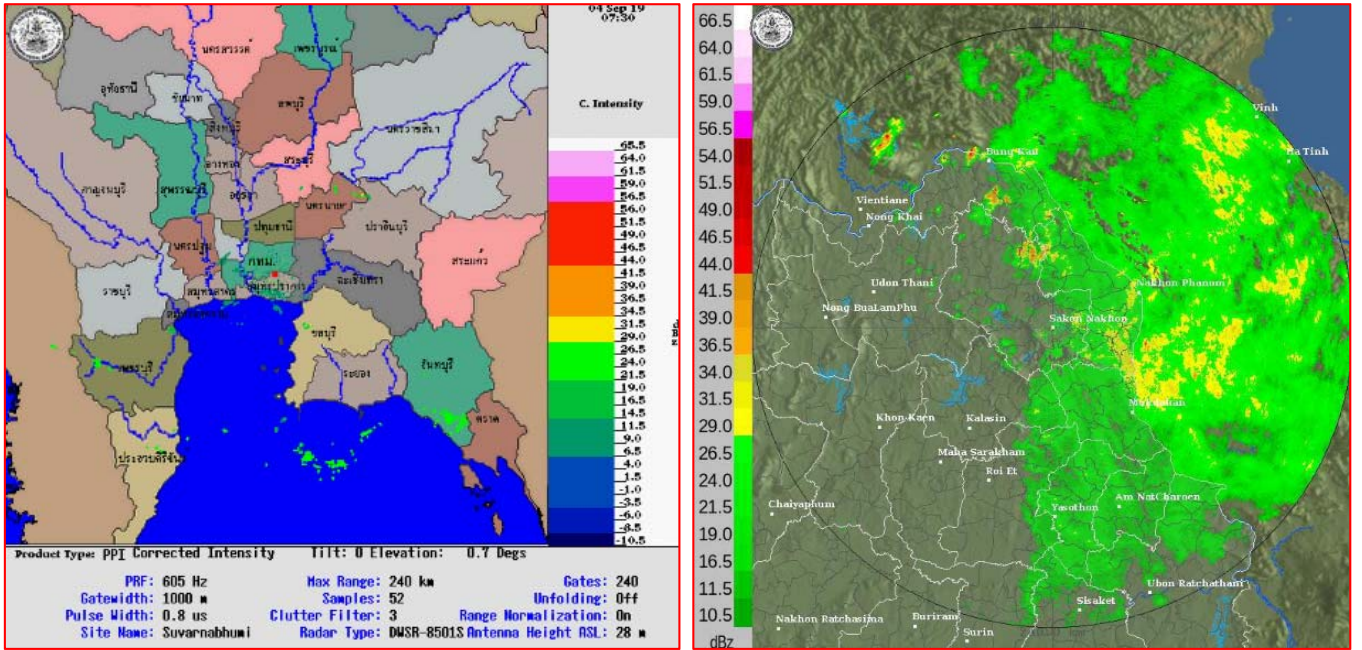 04 Sep 19
07:30
C. Intensity
65.5
64.0
61.5
59.0
56.5
56.0
51.5
49.0
46.5
44.0
41.5
39.0
36.5
34.5
31.5
29.0
26.5
24.0
21.5
19.0
16.5
14.5
11.5
9.0
4.0
1.5
-1.0
-3.5
-6.0
-8.5
-10.5
นครสวรรค์
เพชรบูรณ์
อุทัยธานี
ชัยนาท
ลพบุรี
สิงห์บุรี
นครราชสีมา
อ่างทอง
สระบุรี
กาญจนบุรี
สุพรรณบุรี
อยุธยา
นครนายก
ปราจีนบุรี
ปทุมธานี
นครปฐม
กทม.
สระแก้ว
ฉะเชิงเทรา
ราชบุรี
สมุทรสาคร
สมุทรปราการ
สมุทรสงคราม
ชลบุรี
เพชรบุรี
ระยอง
จันทบุรี
ตราด
ประจวบคีรีขันธ์
Product Type: PPI Corrected Intensity Tilt: 0 Elevation: 0.7 Degs
PRF: 605 Hz Max Range: 240 km Gates: 240
Gatewidth: 1000 m Samples: 52 Unfolding: Off
Pulse Width: 0.8 us Clutter Filter: 3 Range Normalization: On
Site Name: Suvarnabhumi Radar Type: DWSR-8501S Antenna Height ASL: 28 m
66.5
64.0
61.5
59.0
56.5
54.0
51.5
49.0
46.5
44.0
41.5
39.0
36.5
34.0
31.5
29.0
26.5
24.0
21.5
19.0
16.5
11.5
10.5
dBz
Vinh
Ha Tinh
Bung Kan
Vientiane
Nong Khai
Udon Thani
Nakhon Phanum
Nong BuaLamPhu
Sakon Nakhon
Mukdahan
Khon Kaen
Kalasin
Maha Sarakham
Roi Et
Chaiyaphum
Yasothon
Am NatCharoen
Ubon Ratchathani
Sisaket
Nakhon Ratchasima
Buriram
Surin